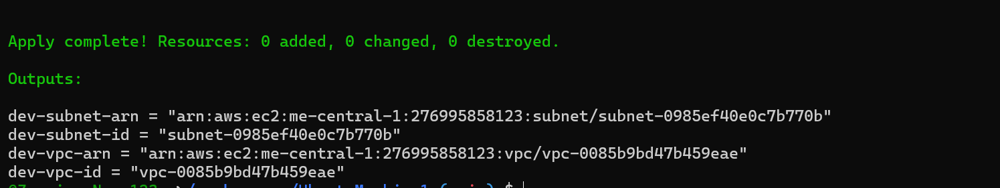 Apply complete! Resources: 0 added, 0 changed, 0 destroyed.
Outputs:
dev-subnet-arn = "arn:aws:ec2:me-central-1:276995858123:subnet/subnet-0985ef40e0c7b770b"
dev-subnet-id = "subnet-0985ef40e0c7b770b"
dev-vpc-arn = "arn:aws:ec2:me-central-1:276995858123:vpc/vpc-0085b9bd47b459eae"
dev-vpc-id = "vpc-0085b9bd47b459eae"